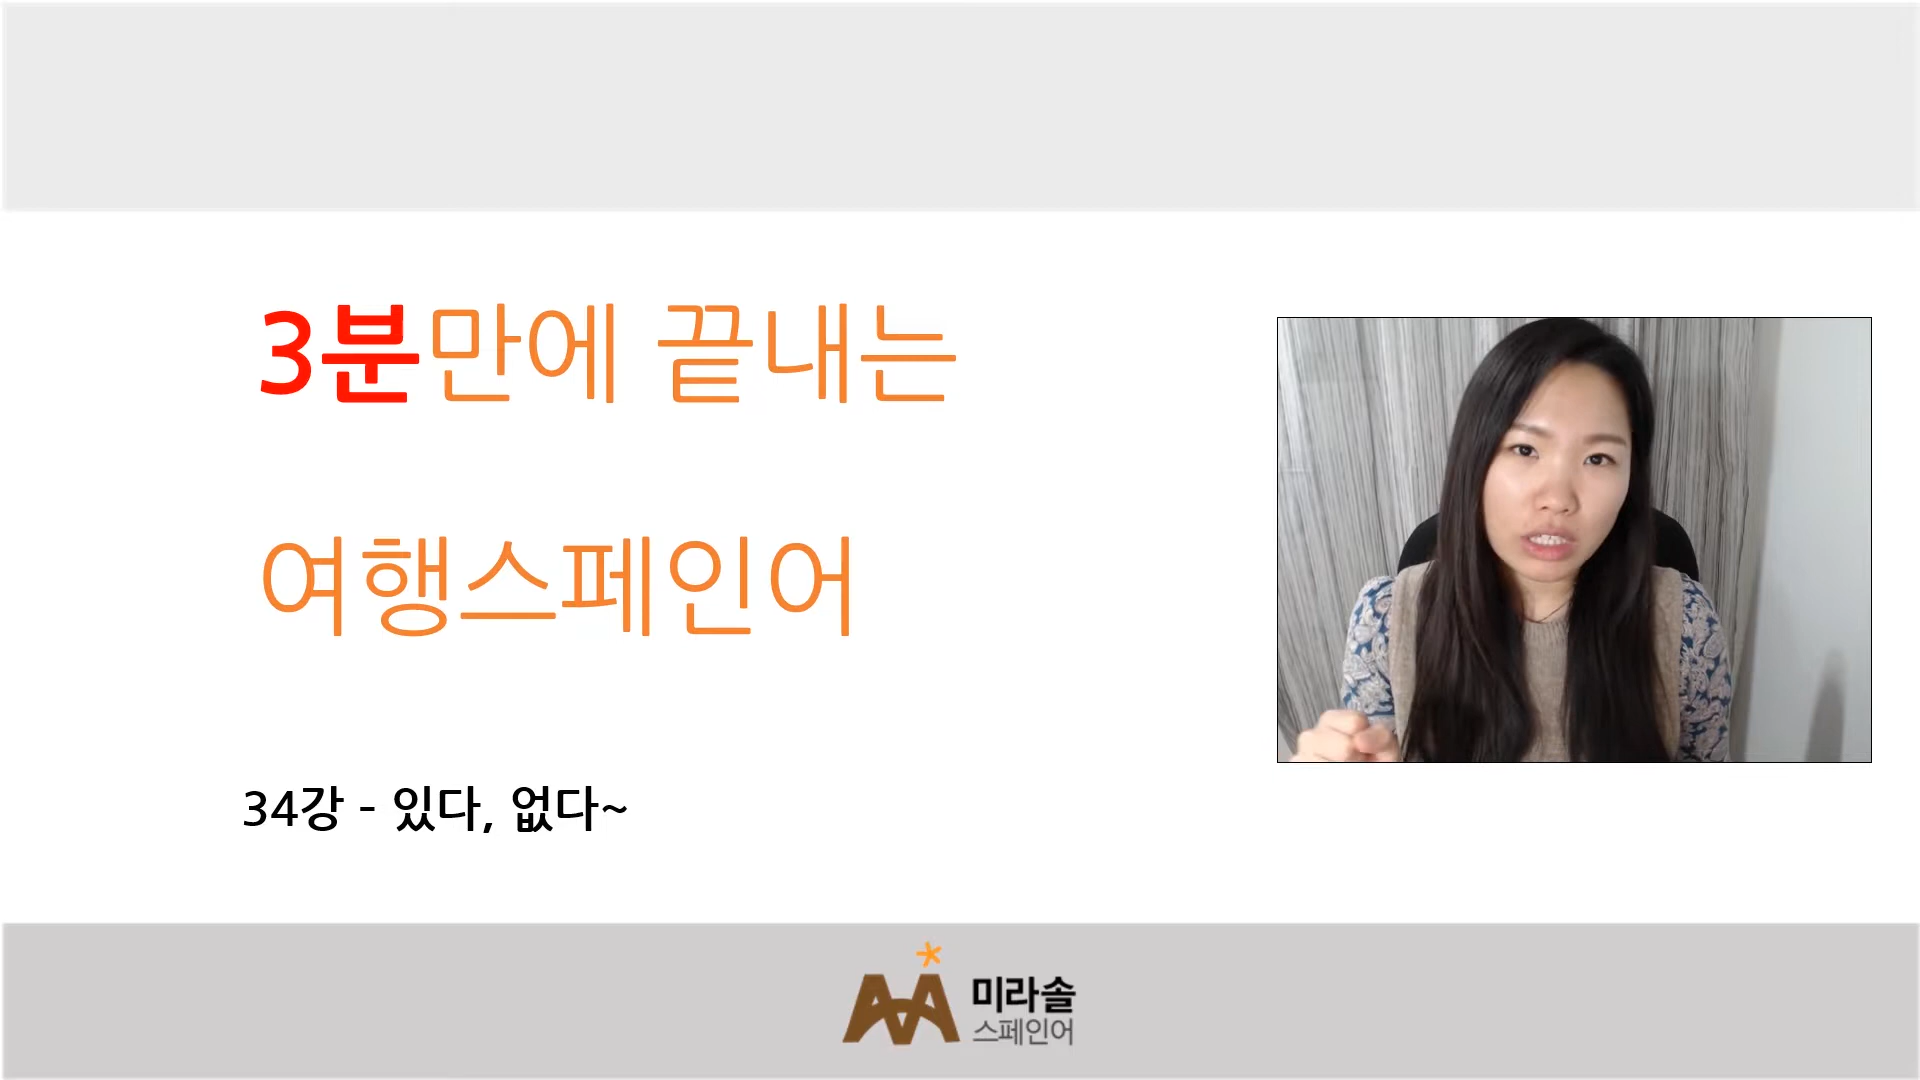 3분만에 끝내는
여행스페인어
34강 - 있다, 없다~
미라솔
스페인어